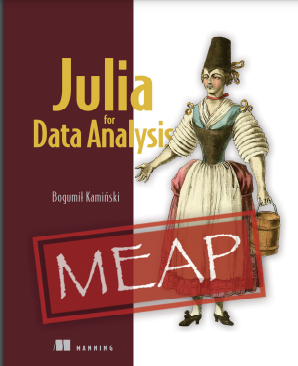 Julia
for
Data Analysis
Bogumił Kamiński
MEAP
MANNING